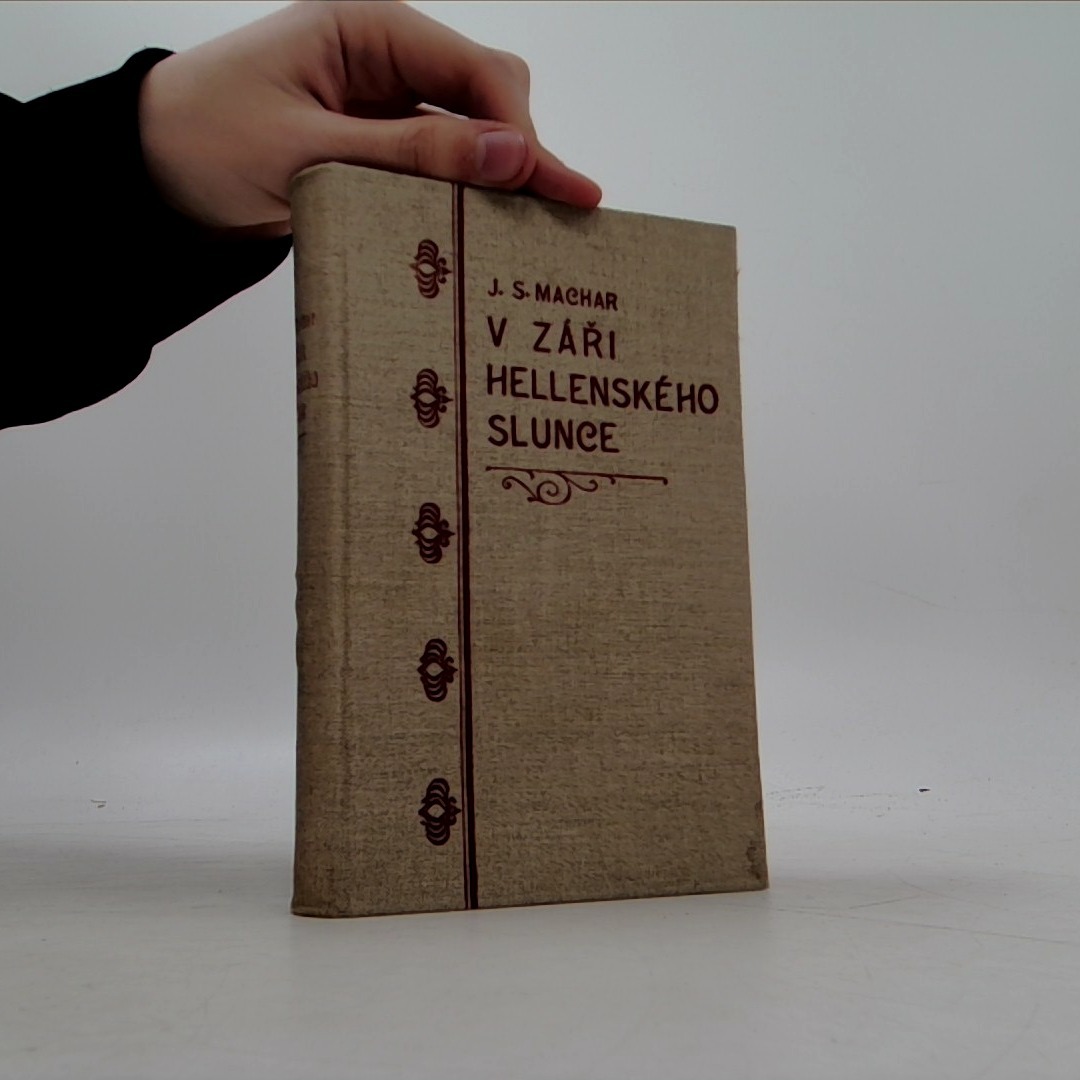 J. S. MACHAR
V ZÁŘI
HELLENSKÉHO
SLUNCE